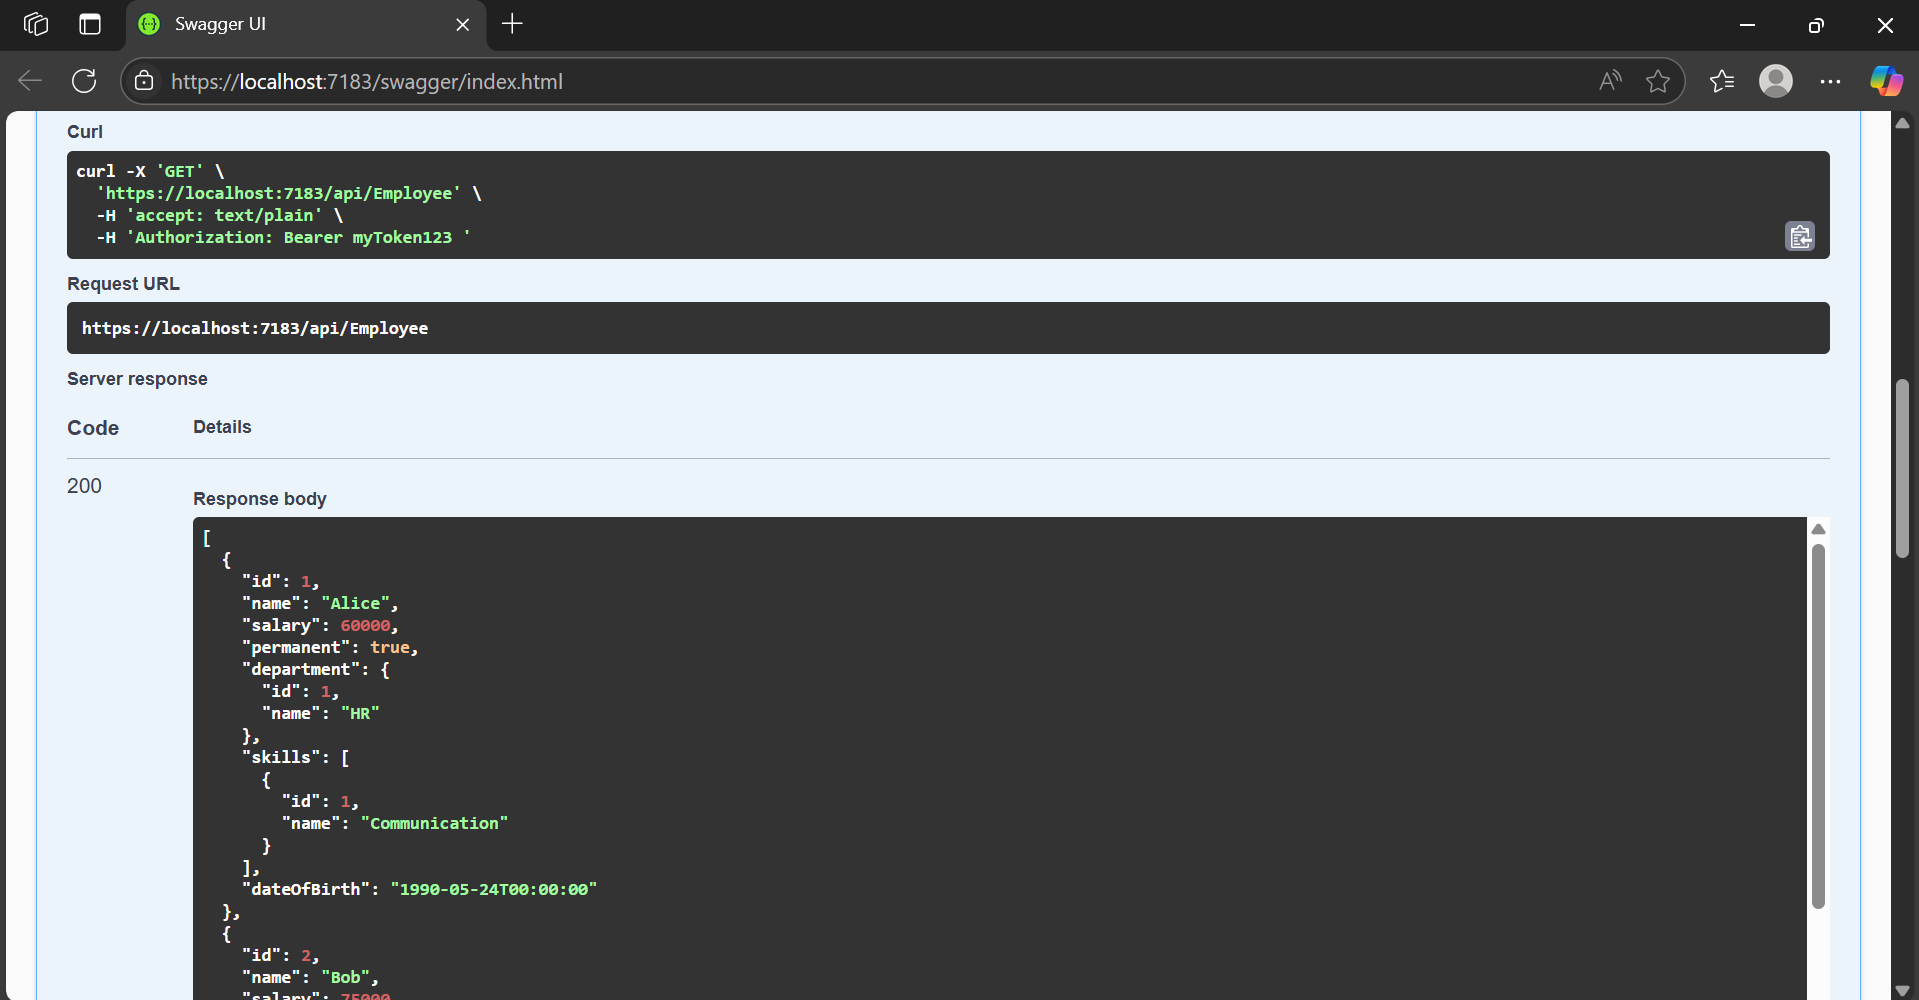 Swagger UI
https://localhost:7183/swagger/index.html
Curl
curl -X 'GET' \
  'https://localhost:7183/api/Employee' \
  -H 'accept: text/plain' \
  -H 'Authorization: Bearer myToken123 '
Request URL
https://localhost:7183/api/Employee
Server response
Code Details
200
Response body
[
  {
    "id": 1,
    "name": "Alice",
    "salary": 60000,
    "permanent": true,
    "department": {
      "id": 1,
      "name": "HR"
    },
    "skills": [
      {
        "id": 1,
        "name": "Communication"
      }
    ],
    "dateOfBirth": "1990-05-24T00:00:00"
  },
  {
    "id": 2,
    "name": "Bob",
    "salary": 75000